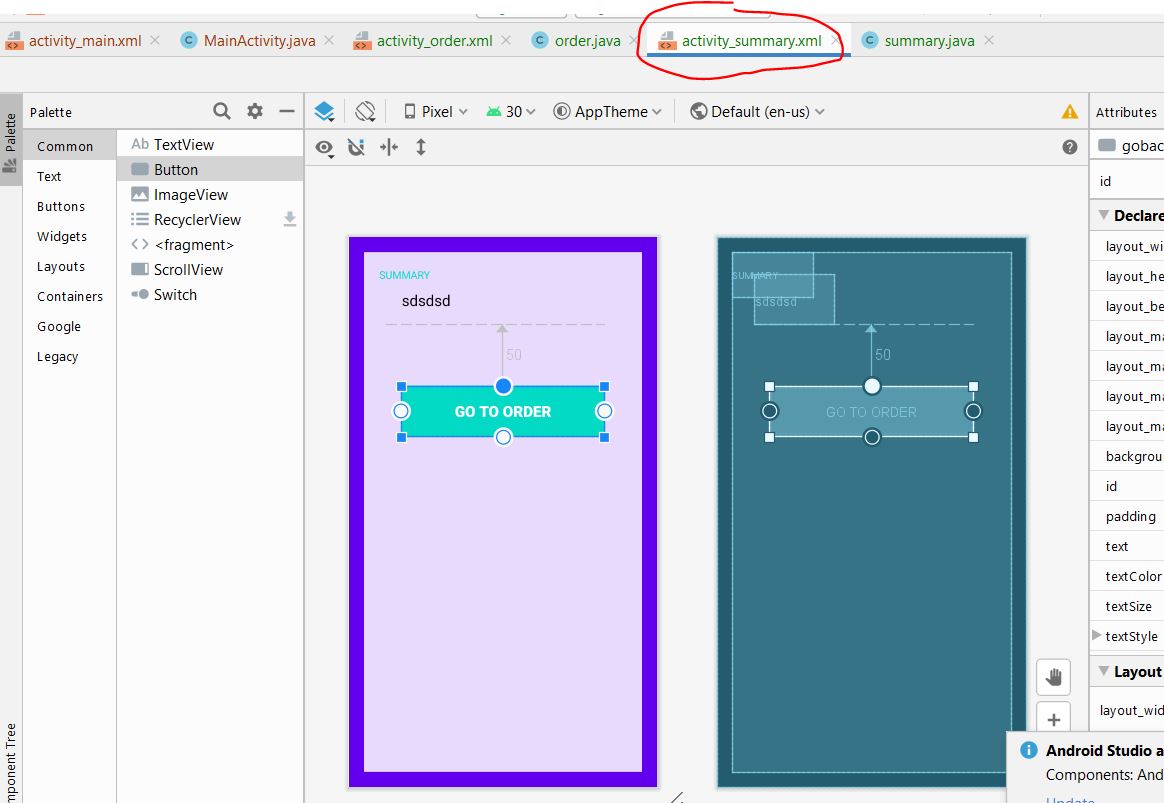 activity_main.xml MainActivity.java activity_order.xml order.java activity_summary.xml summary.java
Palette
Palette
Component Tree
Common
Text
Buttons
Widgets
Layouts
Containers
Google
Legacy
Ab TextView
Button
ImageView
RecyclerView
<fragment>
ScrollView
Switch
Pixel 30 AppTheme Default (en-us)
SUMMARY
sdsdsd
50
GO TO ORDER
SUMMARY
sdsdsd
50
GO TO ORDER
Attributes
goback
id
Declare
layout_wi
layout_he
layout_be
layout_ma
layout_ma
layout_ma
layout_ma
backgrou
id
padding
text
textColor
textSize
textStyle
Layout
layout_wid
Android Studio a
Components: And
Update